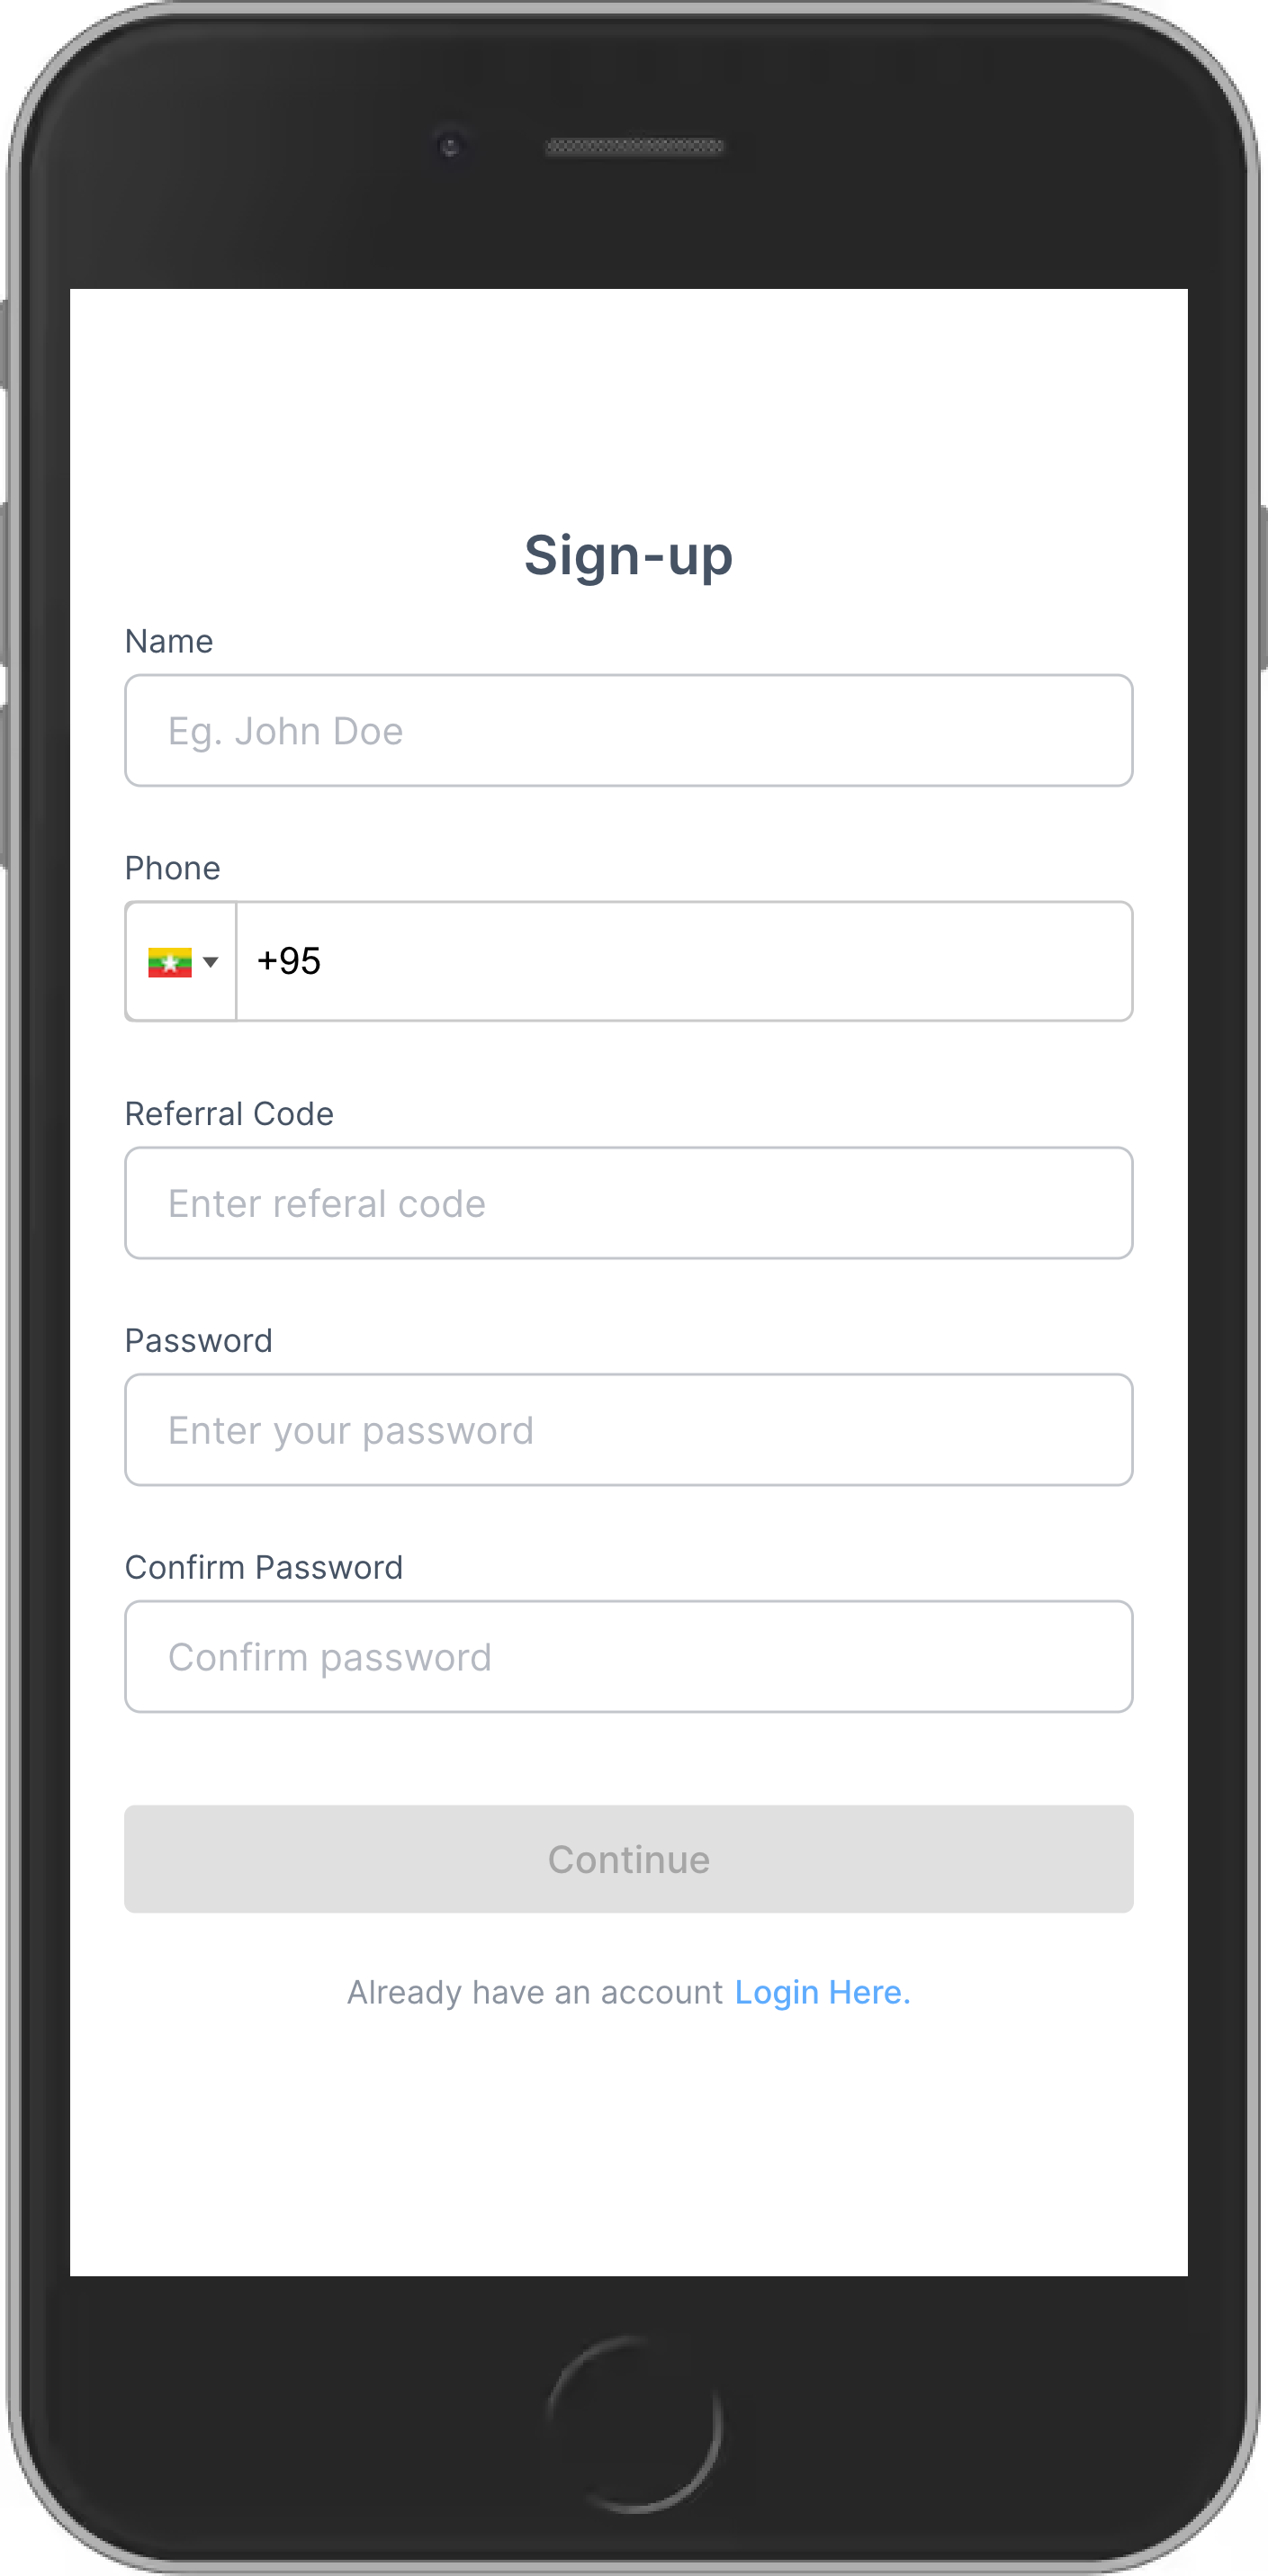 Sign-up
Name
Eg. John Doe
Phone
+95
Referral Code
Enter referal code
Password
Enter your password
Confirm Password
Confirm password
Continue
Already have an account Login Here.